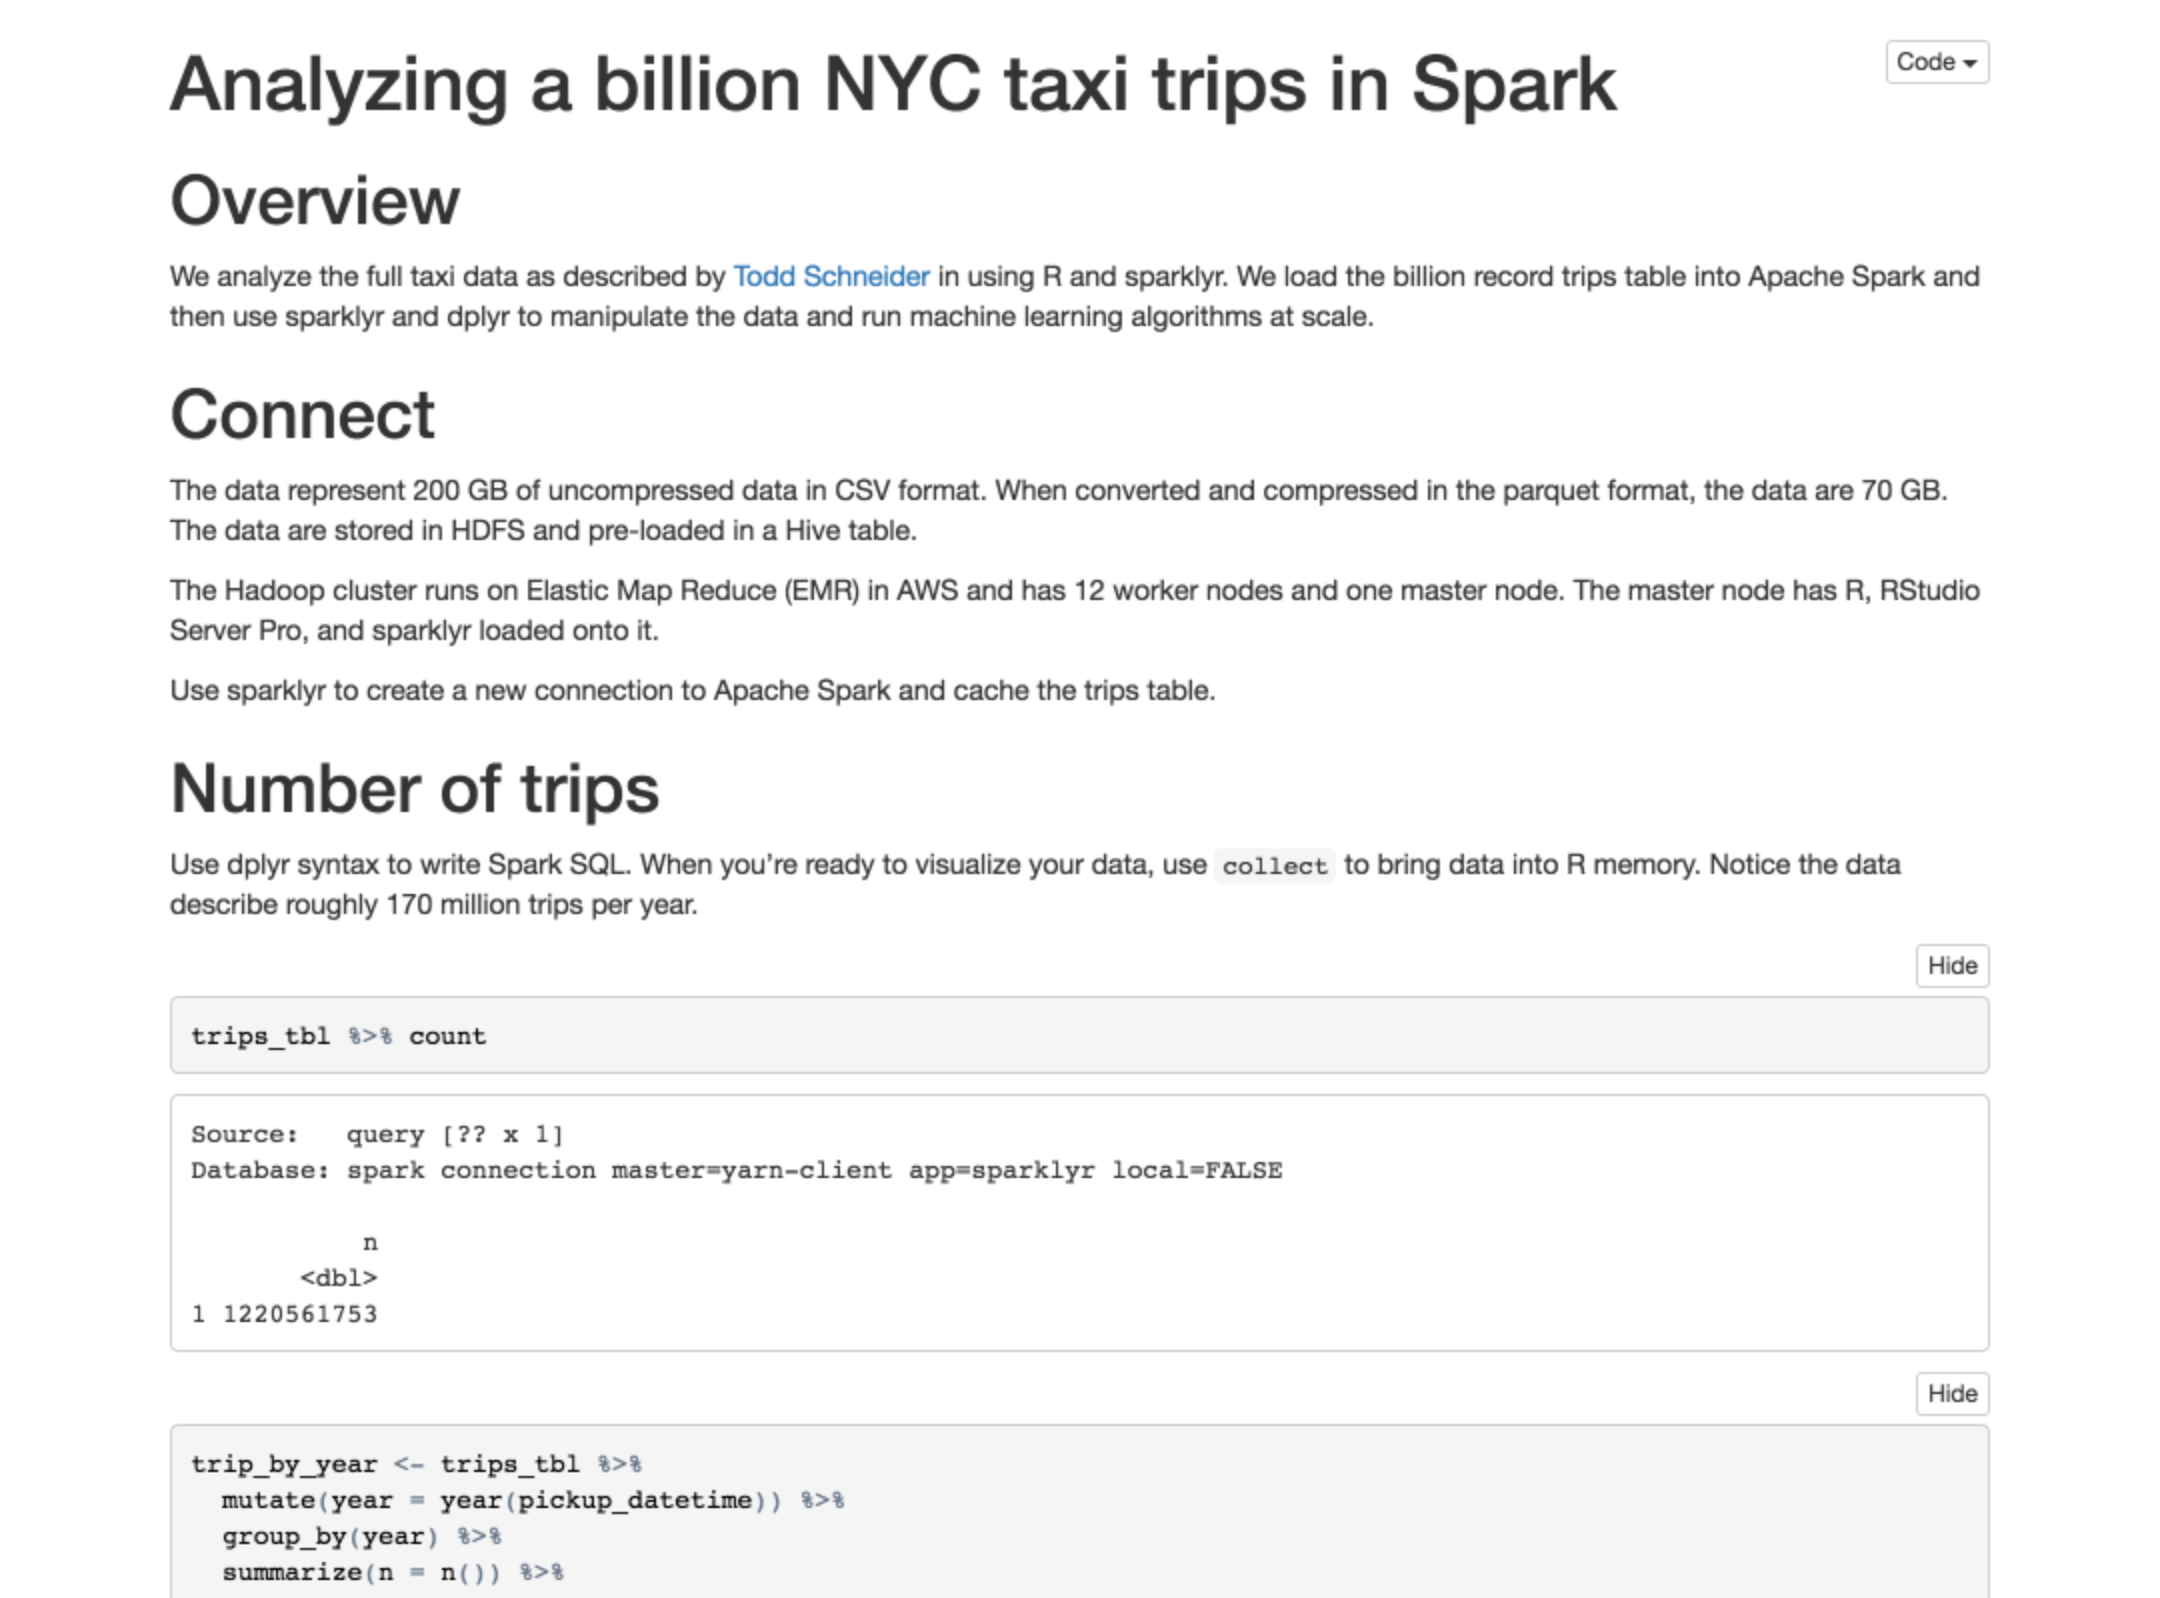 Analyzing a billion NYC taxi trips in Spark
Code
Overview
We analyze the full taxi data as described by Todd Schneider in using R and sparklyr. We load the billion record trips table into Apache Spark and
then use sparklyr and dplyr to manipulate the data and run machine learning algorithms at scale.
Connect
The data represent 200 GB of uncompressed data in CSV format. When converted and compressed in the parquet format, the data are 70 GB.
The data are stored in HDFS and pre-loaded in a Hive table.
The Hadoop cluster runs on Elastic Map Reduce (EMR) in AWS and has 12 worker nodes and one master node. The master node has R, RStudio
Server Pro, and sparklyr loaded onto it.
Use sparklyr to create a new connection to Apache Spark and cache the trips table.
Number of trips
Use dplyr syntax to write Spark SQL. When you're ready to visualize your data, use collect to bring data into R memory. Notice the data
describe roughly 170 million trips per year.
Hide
trips_tbl %>% count
Source:   query [?? x 1]
Database: spark connection master=yarn-client app=sparklyr local=FALSE
n
<dbl>
1 1220561753
Hide
trip_by_year <- trips_tbl %>%
  mutate(year = year(pickup_datetime)) %>%
  group_by(year) %>%
  summarize(n = n()) %>%